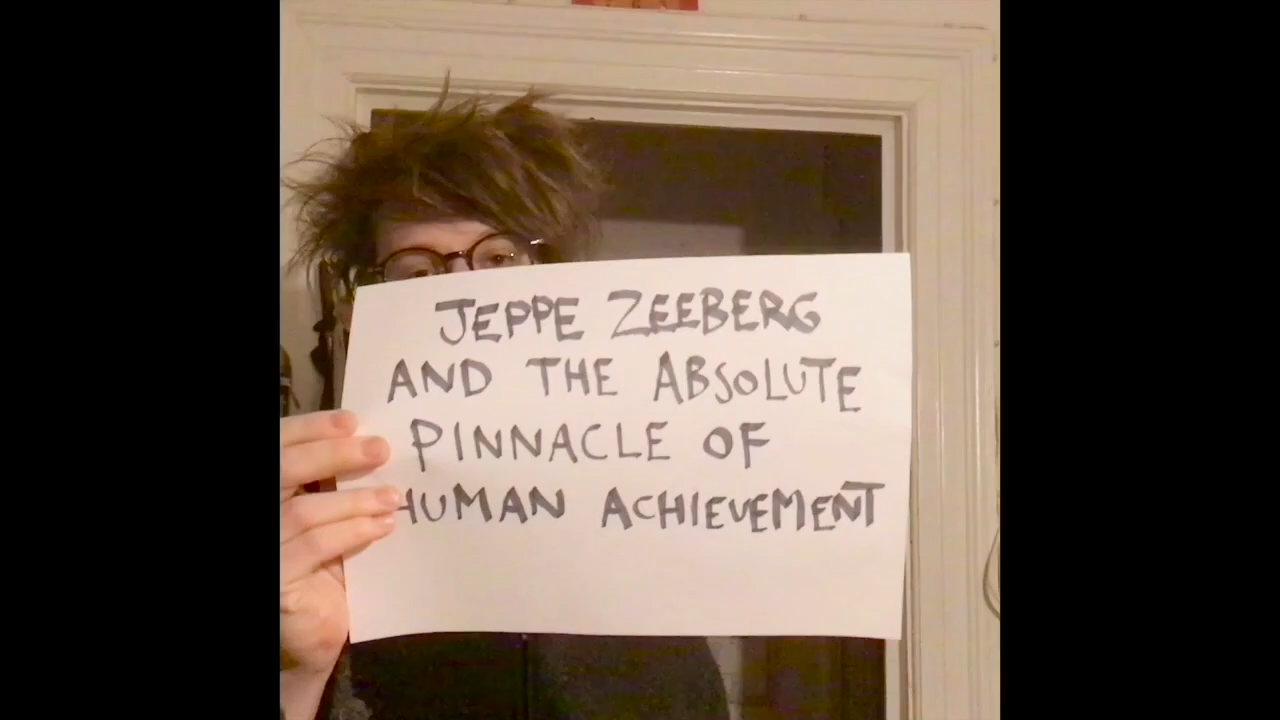 JEPPE ZEEBERG
AND THE ABSOLUTE
PINNACLE OF
HUMAN ACHIEVEMENT